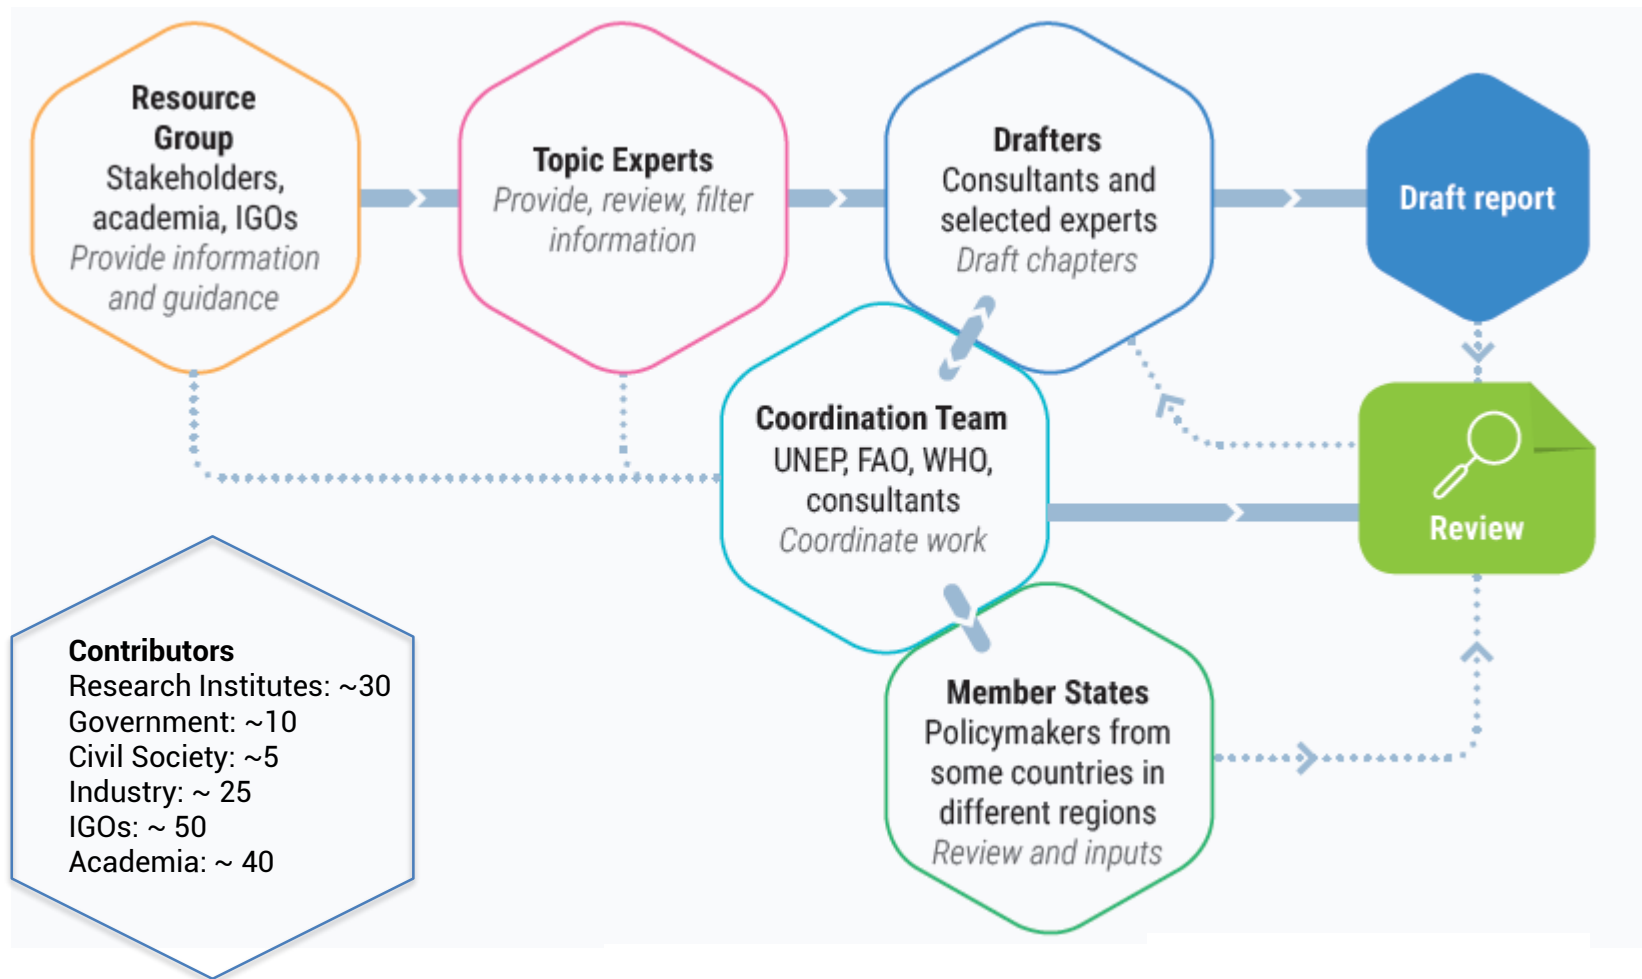 Resource
Group
Stakeholders,
academia, IGOs
Provide information
and guidance
Topic Experts
Provide, review, filter
information
Drafters
Consultants and
selected experts
Draft chapters
Draft report
Coordination Team
UNEP, FAO, WHO,
consultants
Coordinate work
Review
Contributors
Research Institutes: ~30
Government: ~10
Civil Society: ~5
Industry: ~ 25
IGOs: ~ 50
Academia: ~ 40
Member States
Policymakers from
some countries in
different regions
Review and inputs